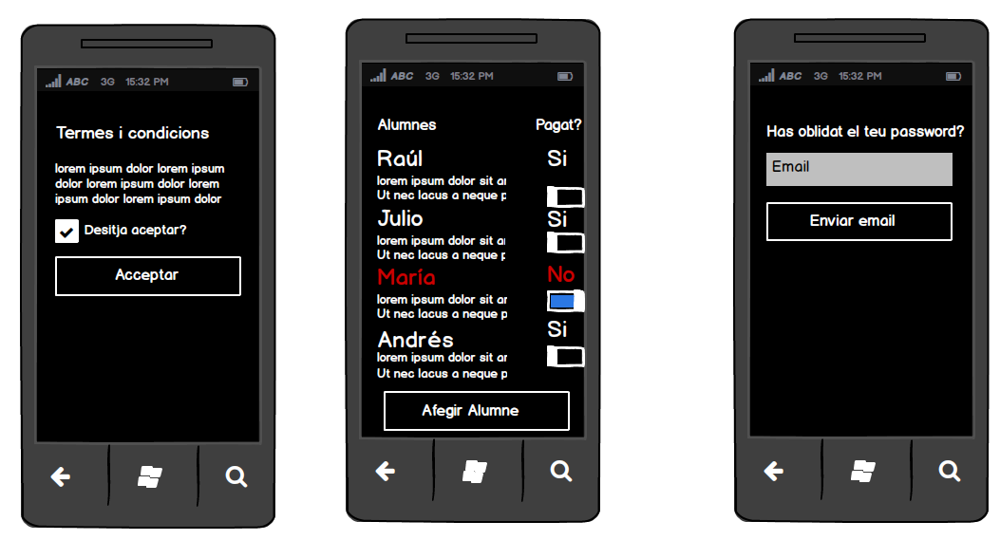 ABC 3G 15:32 PM
Termes i condicions
lorem ipsum dolor lorem ipsum
dolor lorem ipsum dolor lorem
ipsum dolor lorem ipsum dolor
Desitja aceptar?
Acceptar
ABC 3G 15:32 PM
Alumnes Pagat?
Raúl Si
lorem ipsum dolor sit ar
Ut nec lacus a neque p
Julio Si
lorem ipsum dolor sit ar
Ut nec lacus a neque p
María No
lorem ipsum dolor sit ar
Ut nec lacus a neque p
Andrés Si
lorem ipsum dolor sit ar
Ut nec lacus a neque p
Afegir Alumne
ABC 3G 15:32 PM
Has oblidat el teu password?
Email
Enviar email